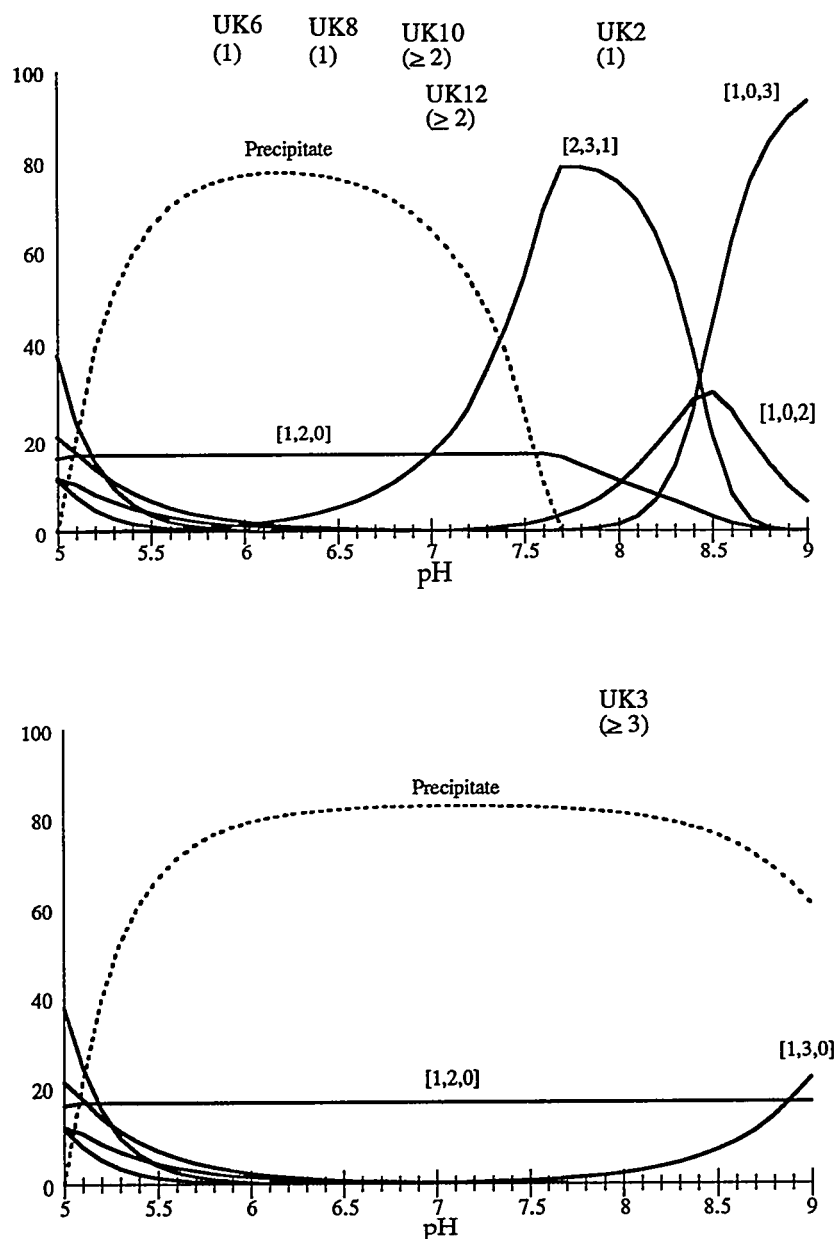 UK6 UK8 UK10 UK2
(1) (1) (≥ 2) (1)
UK12
(≥ 2)
[1,0,3]
[2,3,1]
Precipitate
[1,2,0]
[1,0,2]
100
80
60
40
20
0
5 5.5 6 6.5 7 7.5 8 8.5 9
pH
UK3
(≥ 3)
Precipitate
[1,2,0]
[1,3,0]
100
80
60
40
20
0
5 5.5 6 6.5 7 7.5 8 8.5 9
pH